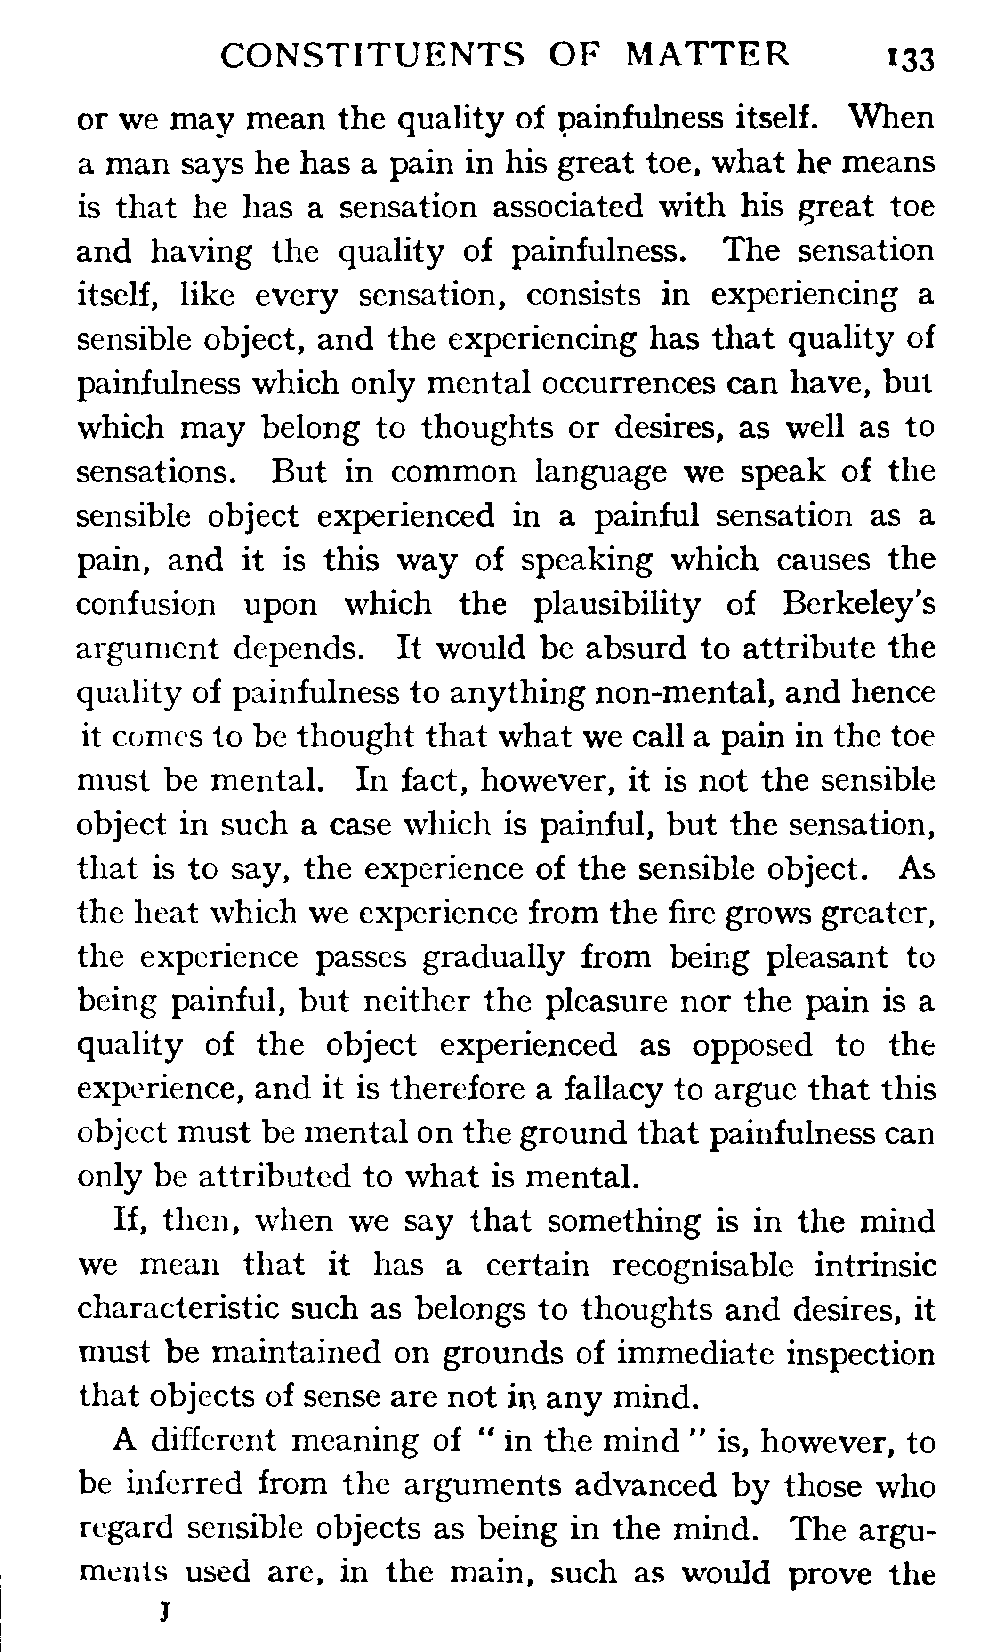 CONSTITUENTS OF MATTER 133
or we may mean the quality of painfulness itself. When
a man says he has a pain in his great toe, what he means
is that he has a sensation associated with his great toe
and having the quality of painfulness. The sensation
itself, like every sensation, consists in experiencing a
sensible object, and the experiencing has that quality of
painfulness which only mental occurrences can have, but
which may belong to thoughts or desires, as well as to
sensations. But in common language we speak of the
sensible object experienced in a painful sensation as a
pain, and it is this way of speaking which causes the
confusion upon which the plausibility of Berkeley's
argument depends. It would be absurd to attribute the
quality of painfulness to anything non-mental, and hence
it comes to be thought that what we call a pain in the toe
must be mental. In fact, however, it is not the sensible
object in such a case which is painful, but the sensation,
that is to say, the experience of the sensible object. As
the heat which we experience from the fire grows greater,
the experience passes gradually from being pleasant to
being painful, but neither the pleasure nor the pain is a
quality of the object experienced as opposed to the
experience, and it is therefore a fallacy to argue that this
object must be mental on the ground that painfulness can
only be attributed to what is mental.
If, then, when we say that something is in the mind
we mean that it has a certain recognisable intrinsic
characteristic such as belongs to thoughts and desires, it
must be maintained on grounds of immediate inspection
that objects of sense are not in any mind.
A different meaning of " in the mind " is, however, to
be inferred from the arguments advanced by those who
regard sensible objects as being in the mind. The argu-
ments used are, in the main, such as would prove the
J